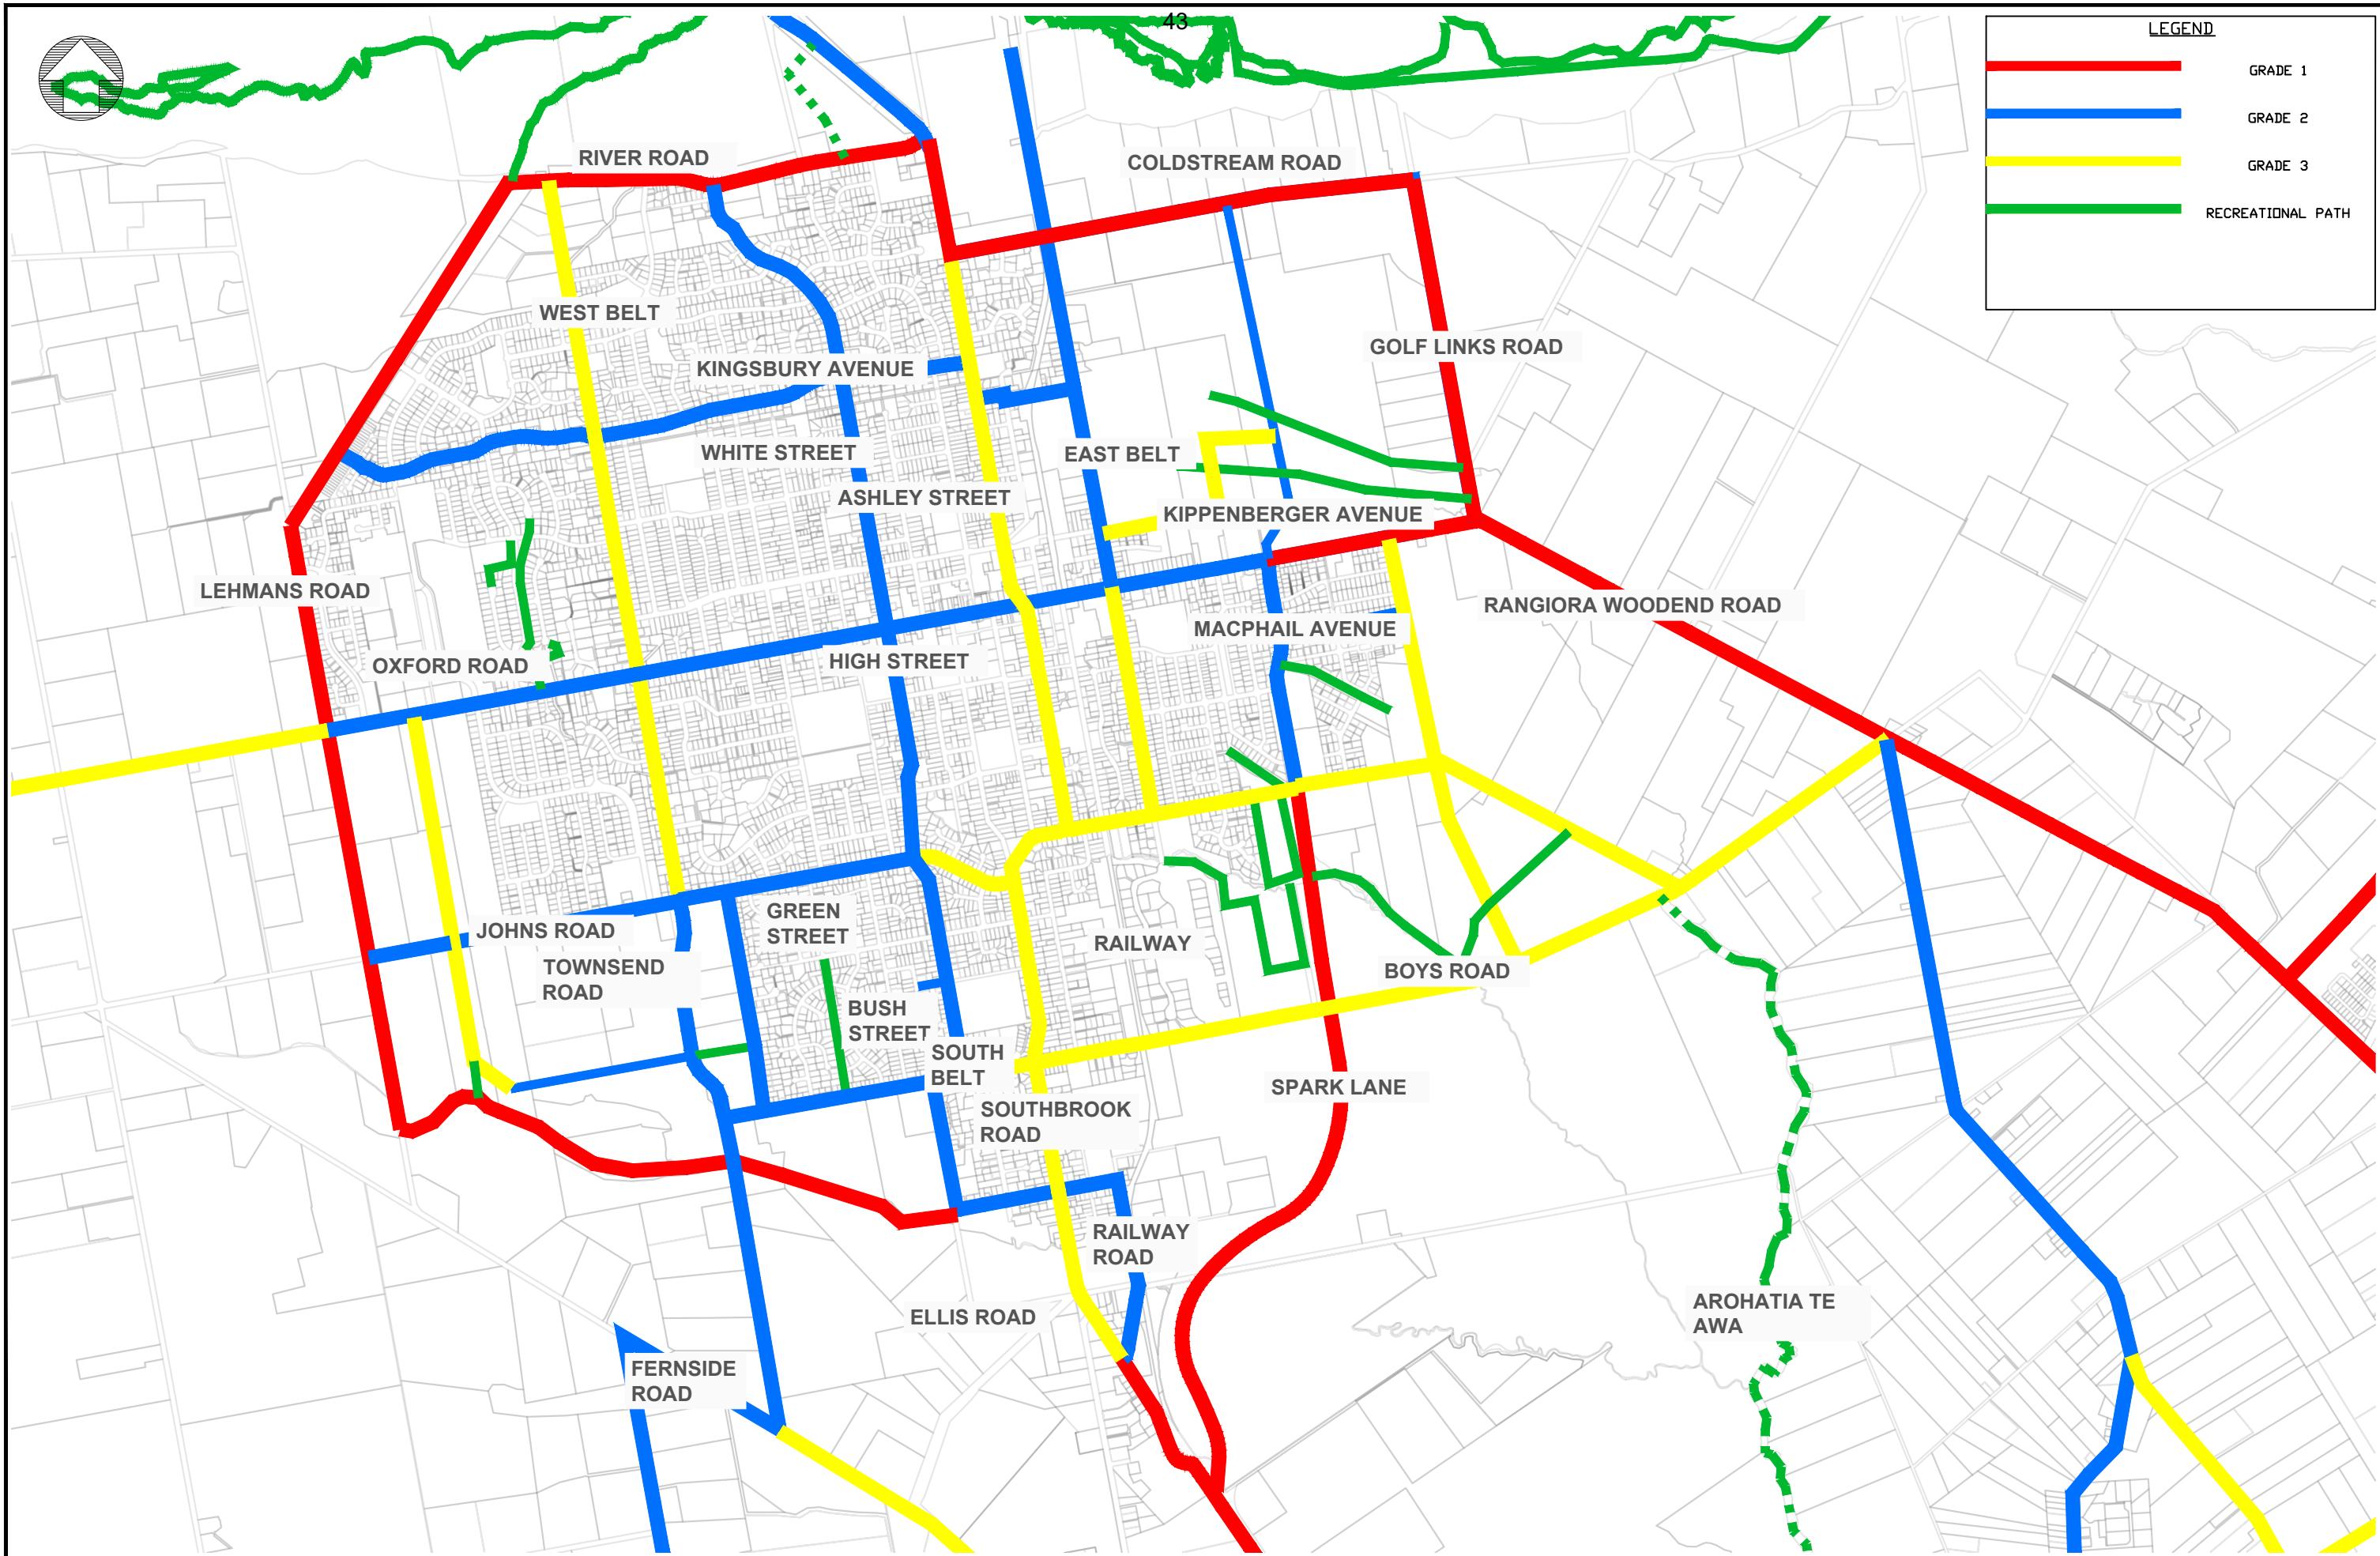 43
LEGEND
GRADE 1
GRADE 2
GRADE 3
RECREATIONAL PATH
RIVER ROAD
COLDSTREAM ROAD
WEST BELT
KINGSBURY AVENUE
GOLF LINKS ROAD
WHITE STREET
EAST BELT
ASHLEY STREET
KIPPENBERGER AVENUE
LEHMANS ROAD
RANGIORA WOODEND ROAD
MACPHAIL AVENUE
OXFORD ROAD
HIGH STREET
JOHNS ROAD
GREEN
STREET
RAILWAY
TOWNSEND
ROAD
BOYS ROAD
BUSH
STREET
SOUTH
BELT
SPARK LANE
SOUTHBROOK
ROAD
RAILWAY
ROAD
ELLIS ROAD
AROHATIA TE
AWA
FERNSIDE
ROAD